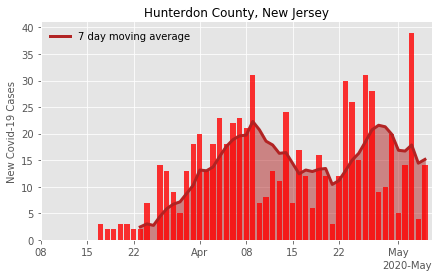 Hunterdon County, New Jersey
7 day moving average
New Covid-19 Cases
40
35
30
25
20
15
10
5
0
08 15 22 Apr 08 15 22 May
2020-May